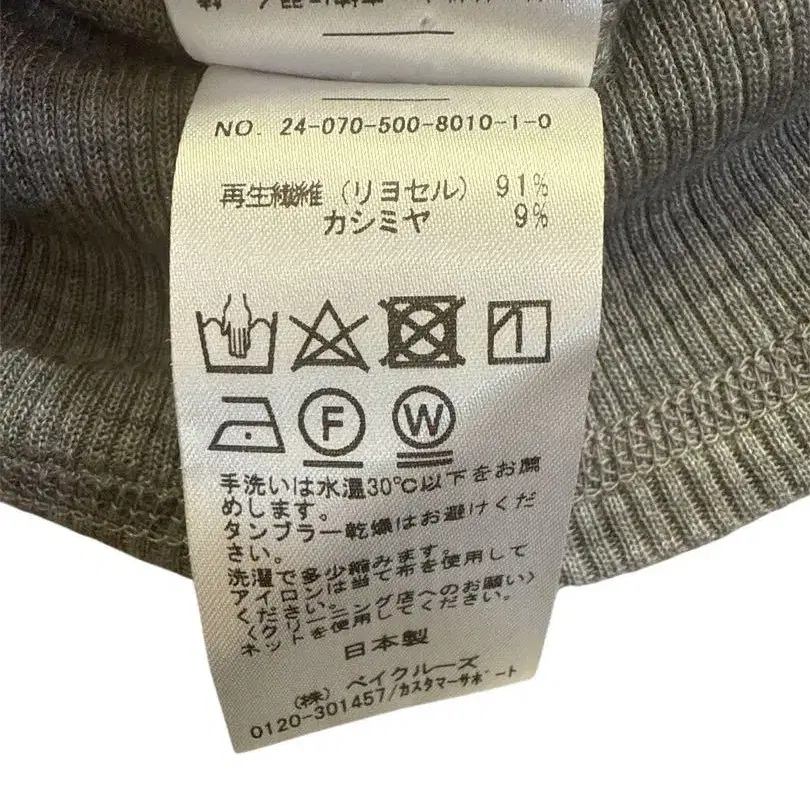 NO. 24-070-500-8010-1-0
再生繊維 (リヨセル) 91%
カシミヤ 9%
F W
手洗いは水温30℃以下をお願
めします。
タンブラー乾燥はお避けくだ
さい。
洗濯で多少縮みます。
アイロンは当て布を使用して
ください。
〈クリーニング店へのお願い〉
ネットを使用してください。
日本製
(株) ベイクルーズ
0120-301457/カスタマーサポート